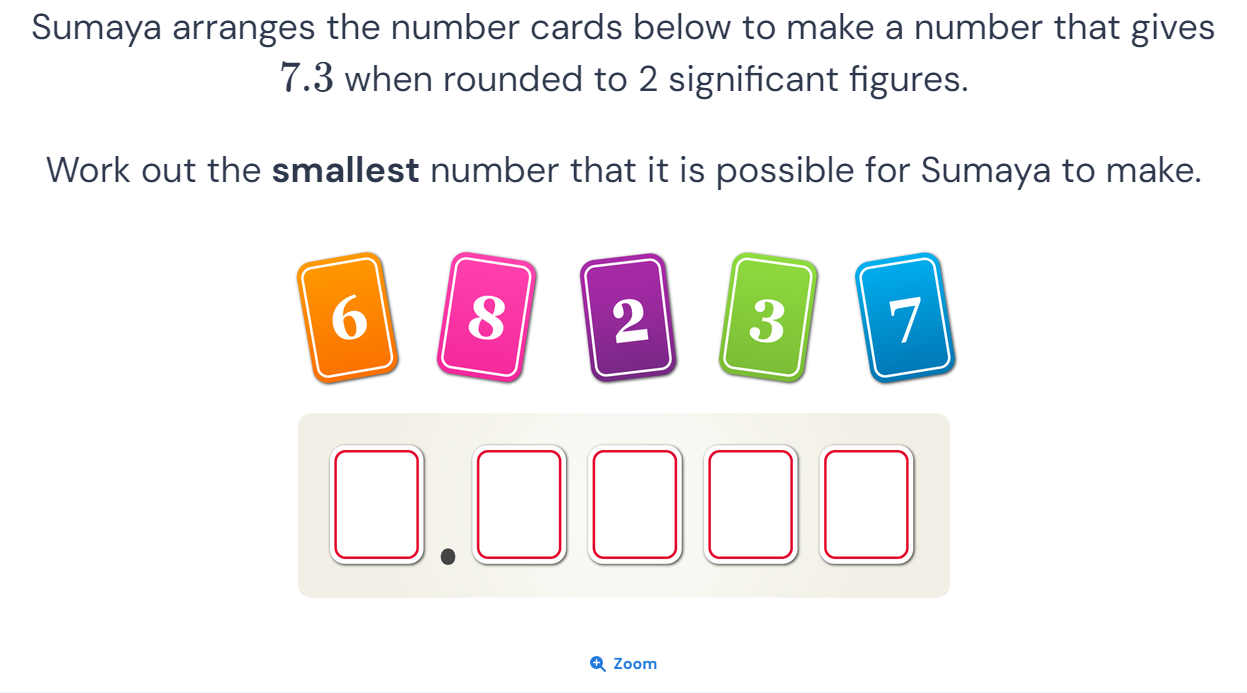 Sumaya arranges the number cards below to make a number that gives
7.3 when rounded to 2 significant figures.
Work out the smallest number that it is possible for Sumaya to make.
6 8 2 3 7
.
Zoom